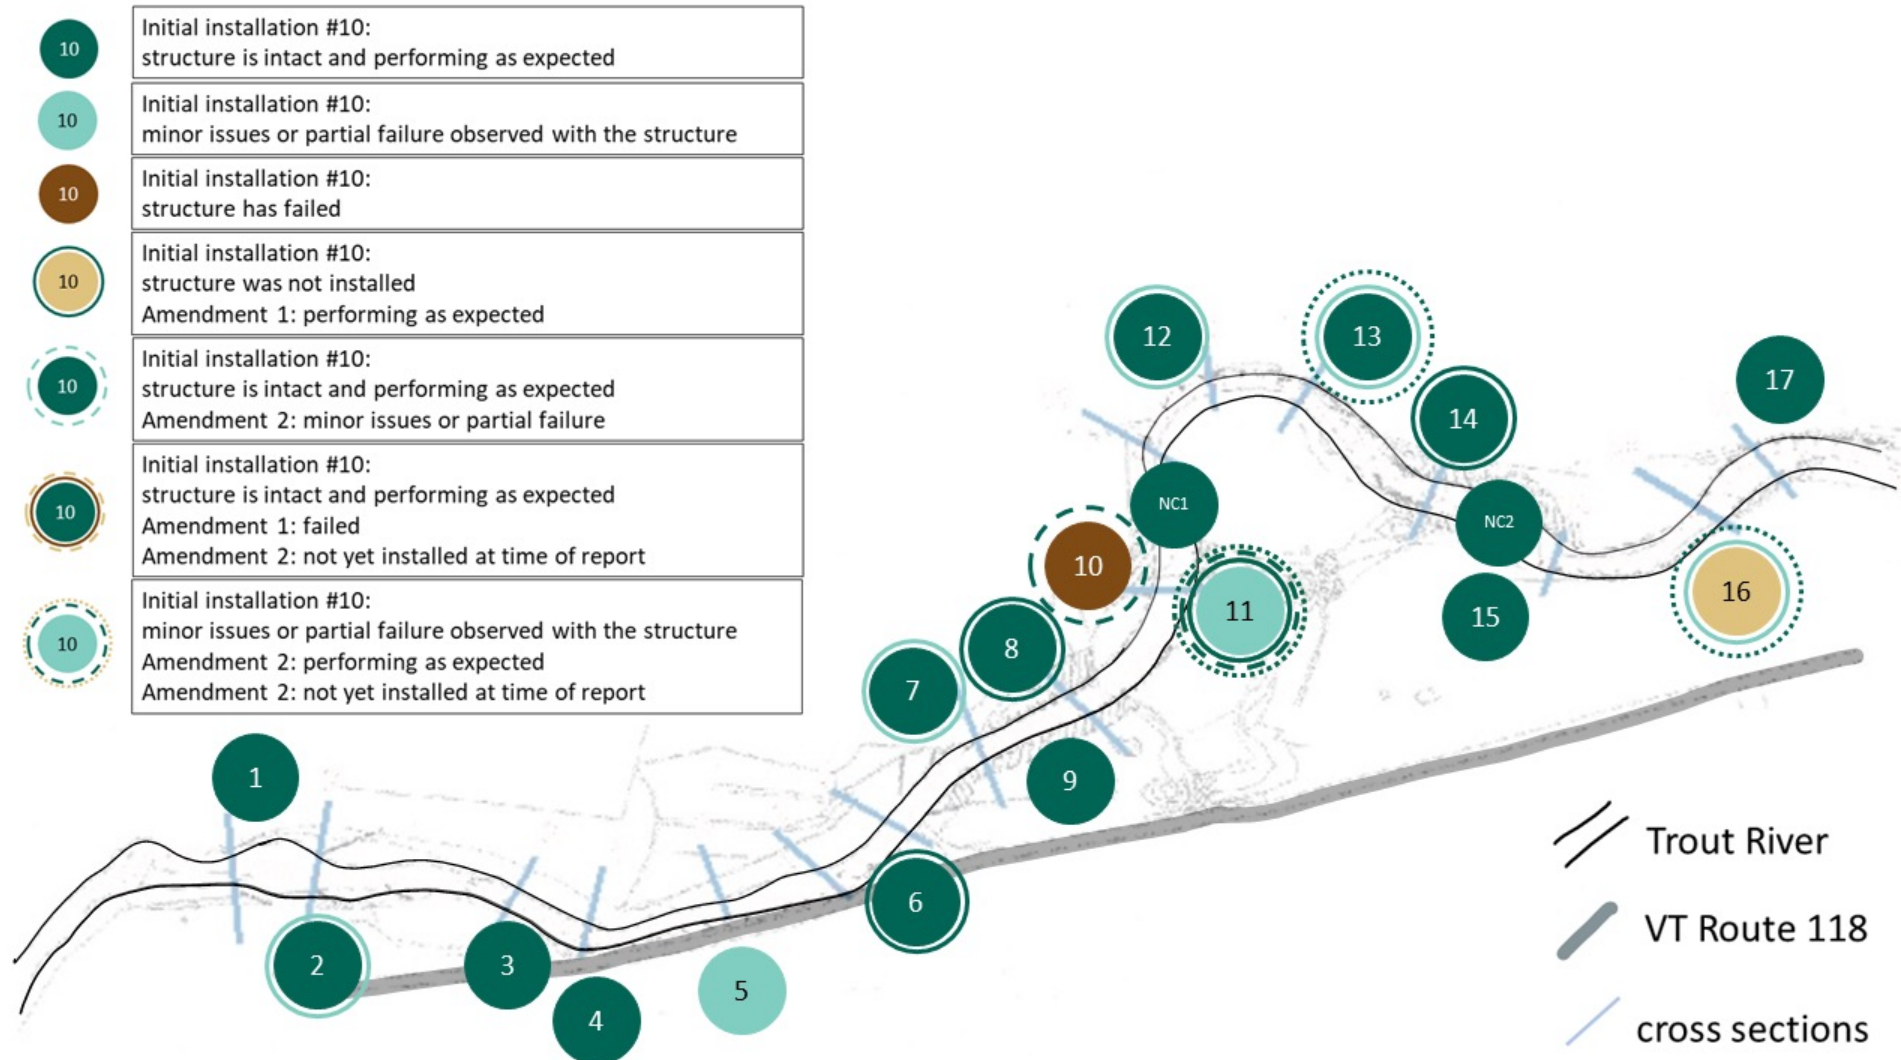 10
Initial installation #10:
structure is intact and performing as expected
10
Initial installation #10:
minor issues or partial failure observed with the structure
10
Initial installation #10:
structure has failed
10
Initial installation #10:
structure was not installed
Amendment 1: performing as expected
10
Initial installation #10:
structure is intact and performing as expected
Amendment 2: minor issues or partial failure
10
Initial installation #10:
structure is intact and performing as expected
Amendment 1: failed
Amendment 2: not yet installed at time of report
10
Initial installation #10:
minor issues or partial failure observed with the structure
Amendment 2: performing as expected
Amendment 2: not yet installed at time of report
12
13
17
14
NC1
NC2
10
16
11
15
8
7
1
9
6
2
3
5
4
Trout River
VT Route 118
cross sections